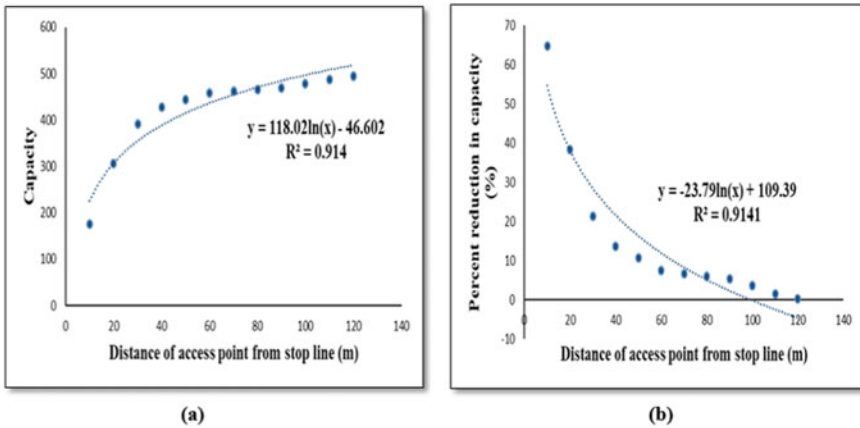 600
500
400
300
200
100
0
Capacity
y = 118.02ln(x) - 46.602
R² = 0.914
0 20 40 60 80 100 120 140
Distance of access point from stop line (m)
(a)
70
60
50
40
30
20
10
0
-10
Percent reduction in capacity
(%)
y = -23.79ln(x) + 109.39
R² = 0.9141
0 20 40 60 80 100 120 140
Distance of access point from stop line (m)
(b)